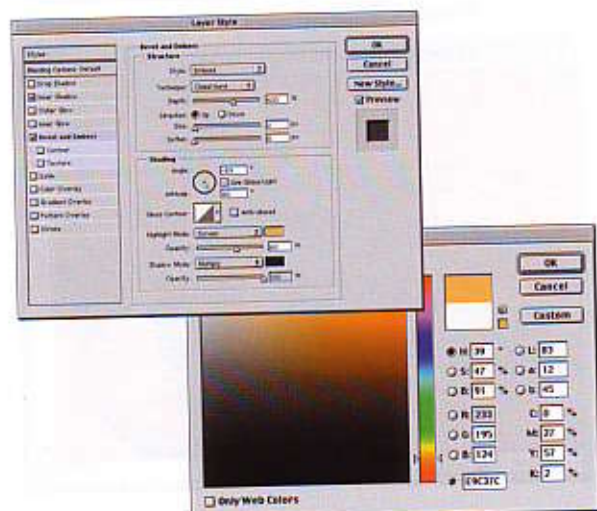 Layer Style
Styles
Blending Options: Default
Drop Shadow
Inner Shadow
Outer Glow
Inner Glow
Bevel and Emboss
Contour
Texture
Satin
Color Overlay
Gradient Overlay
Pattern Overlay
Stroke
Bevel and Emboss
Structure
Style:
Technique:
Depth: %
Direction: Up Down
Size:
Soften:
Shading
Angle:
Use Global Light
Altitude:
Gloss Contour: Anti-aliased
Highlight Mode: Screen
Opacity: %
Shadow Mode: Multiply
Opacity: %
OK
Cancel
New Style...
Preview
OK
Cancel
Custom
H: 39 ° L: 83
S: 47 % a: 12
B: 91 % b: 45
R: 233 C: %
G: 195 M: 27 %
B: 124 Y: 57 %
# E9C37C K: 2 %
Only Web Colors